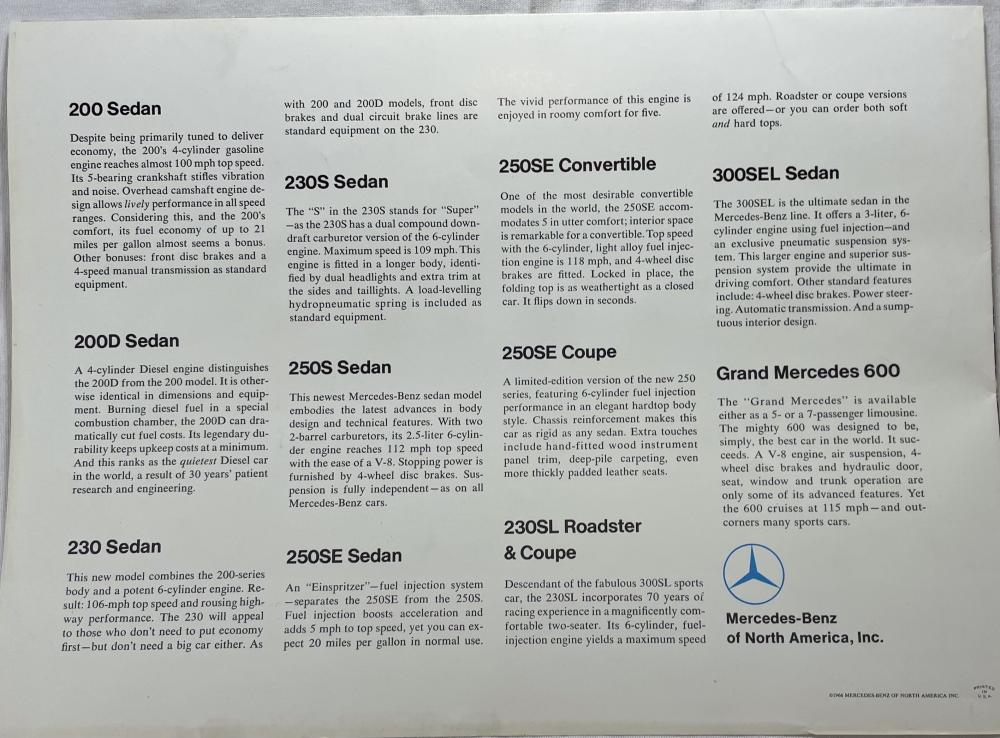 200 Sedan
Despite being primarily tuned to deliver
economy, the 200's 4-cylinder gasoline
engine reaches almost 100 mph top speed.
Its 5-bearing crankshaft stifles vibration
and noise. Overhead camshaft engine de-
sign allows lively performance in all speed
ranges. Considering this, and the 200's
comfort, its fuel economy of up to 21
miles per gallon almost seems a bonus.
Other bonuses: front disc brakes and a
4-speed manual transmission as standard
equipment.
200D Sedan
A 4-cylinder Diesel engine distinguishes
the 200D from the 200 model. It is other-
wise identical in dimensions and equip-
ment. Burning diesel fuel in a special
combustion chamber, the 200D can dra-
matically cut fuel costs. Its legendary du-
rability keeps upkeep costs at a minimum.
And this ranks as the quietest Diesel car
in the world, a result of 30 years' patient
research and engineering.
230 Sedan
This new model combines the 200-series
body and a potent 6-cylinder engine. Re-
sult: 106-mph top speed and rousing high-
way performance. The 230 will appeal
to those who don't need to put economy
first—but don't need a big car either. As
with 200 and 200D models, front disc
brakes and dual circuit brake lines are
standard equipment on the 230.
230S Sedan
The "S" in the 230S stands for "Super"
—as the 230S has a dual compound down-
draft carburetor version of the 6-cylinder
engine. Maximum speed is 109 mph. This
engine is fitted in a longer body, identi-
fied by dual headlights and extra trim at
the sides and taillights. A load-levelling
hydropneumatic spring is included as
standard equipment.
250S Sedan
This newest Mercedes-Benz sedan model
embodies the latest advances in body
design and technical features. With two
2-barrel carburetors, its 2.5-liter 6-cylin-
der engine reaches 112 mph top speed
with the ease of a V-8. Stopping power is
furnished by 4-wheel disc brakes. Sus-
pension is fully independent—as on all
Mercedes-Benz cars.
250SE Sedan
An "Einspritzer"—fuel injection system
—separates the 250SE from the 250S.
Fuel injection boosts acceleration and
adds 5 mph to top speed, yet you can ex-
pect 20 miles per gallon in normal use.
The vivid performance of this engine is
enjoyed in roomy comfort for five.
250SE Convertible
One of the most desirable convertible
models in the world, the 250SE accom-
modates 5 in utter comfort; interior space
is remarkable for a convertible. Top speed
with the 6-cylinder, light alloy fuel injec-
tion engine is 118 mph, and 4-wheel disc
brakes are fitted. Locked in place, the
folding top is as weathertight as a closed
car. It flips down in seconds.
250SE Coupe
A limited-edition version of the new 250
series, featuring 6-cylinder fuel injection
performance in an elegant hardtop body
style. Chassis reinforcement makes this
car as rigid as any sedan. Extra touches
include hand-fitted wood instrument
panel trim, deep-pile carpeting, even
more thickly padded leather seats.
230SL Roadster
& Coupe
Descendant of the fabulous 300SL sports
car, the 230SL incorporates 70 years of
racing experience in a magnificently com-
fortable two-seater. Its 6-cylinder, fuel-
injection engine yields a maximum speed
of 124 mph. Roadster or coupe versions
are offered—or you can order both soft
and hard tops.
300SEL Sedan
The 300SEL is the ultimate sedan in the
Mercedes-Benz line. It offers a 3-liter, 6-
cylinder engine using fuel injection—and
an exclusive pneumatic suspension sys-
tem. This larger engine and superior sus-
pension system provide the ultimate in
driving comfort. Other standard features
include: 4-wheel disc brakes. Power steer-
ing. Automatic transmission. And a sump-
tuous interior design.
Grand Mercedes 600
The "Grand Mercedes" is available
either as a 5- or a 7-passenger limousine.
The mighty 600 was designed to be,
simply, the best car in the world. It suc-
ceeds. A V-8 engine, air suspension, 4-
wheel disc brakes and hydraulic door,
seat, window and trunk operation are
only some of its advanced features. Yet
the 600 cruises at 115 mph—and out-
corners many sports cars.
Mercedes-Benz
of North America, Inc.
©1966 MERCEDES-BENZ OF NORTH AMERICA INC.
PRINTED
IN
U.S.A.